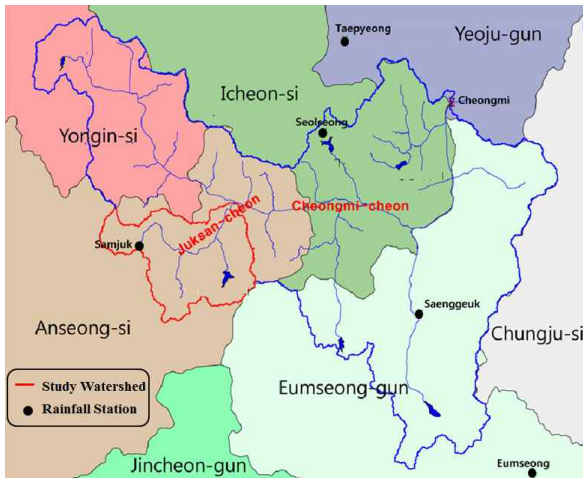 Taepyeong
Yeoju-gun
Icheon-si
Cheongmi
Seolseong
Yongin-si
Cheongmi-cheon
Juksan-cheon
Samjuk
Saenggeuk
Anseong-si
Chungju-si
Study Watershed
Eumseong-gun
Rainfall Station
Jincheon-gun
Eumseong